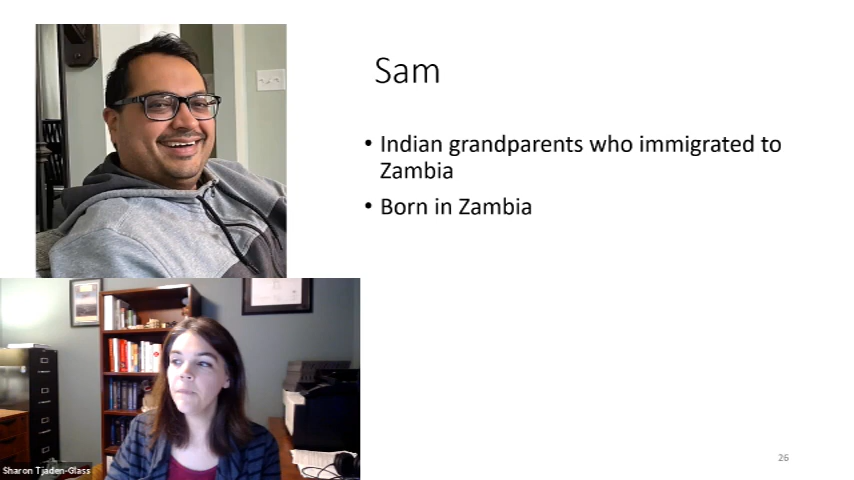 Sam
• Indian grandparents who immigrated to
Zambia
• Born in Zambia
Sharon Tjaden-Glass
26